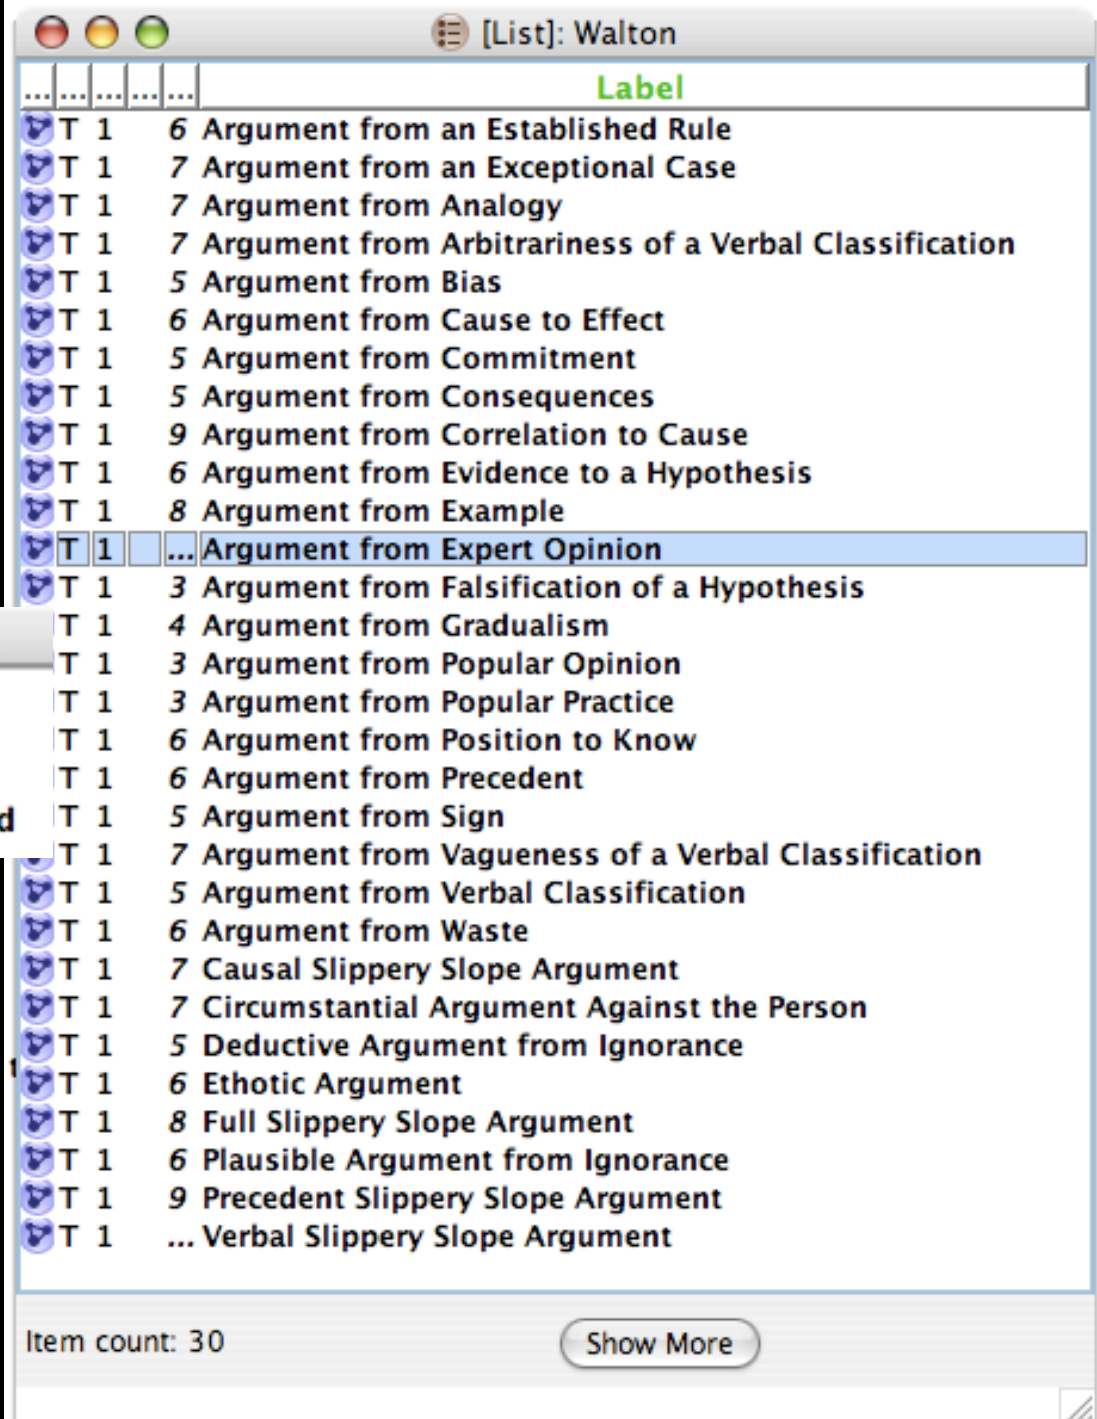 [List]: Walton
... ... ... ... ... Label
T 1 6 Argument from an Established Rule
T 1 7 Argument from an Exceptional Case
T 1 7 Argument from Analogy
T 1 7 Argument from Arbitrariness of a Verbal Classification
T 1 5 Argument from Bias
T 1 6 Argument from Cause to Effect
T 1 5 Argument from Commitment
T 1 5 Argument from Consequences
T 1 9 Argument from Correlation to Cause
T 1 6 Argument from Evidence to a Hypothesis
T 1 8 Argument from Example
T 1 ... Argument from Expert Opinion
T 1 3 Argument from Falsification of a Hypothesis
T 1 4 Argument from Gradualism
T 1 3 Argument from Popular Opinion
T 1 3 Argument from Popular Practice
T 1 6 Argument from Position to Know
T 1 6 Argument from Precedent
d T 1 5 Argument from Sign
T 1 7 Argument from Vagueness of a Verbal Classification
T 1 5 Argument from Verbal Classification
T 1 6 Argument from Waste
T 1 7 Causal Slippery Slope Argument
T 1 7 Circumstantial Argument Against the Person
T 1 5 Deductive Argument from Ignorance
T 1 6 Ethotic Argument
T 1 8 Full Slippery Slope Argument
T 1 6 Plausible Argument from Ignorance
T 1 9 Precedent Slippery Slope Argument
T 1 ... Verbal Slippery Slope Argument
Item count: 30 Show More